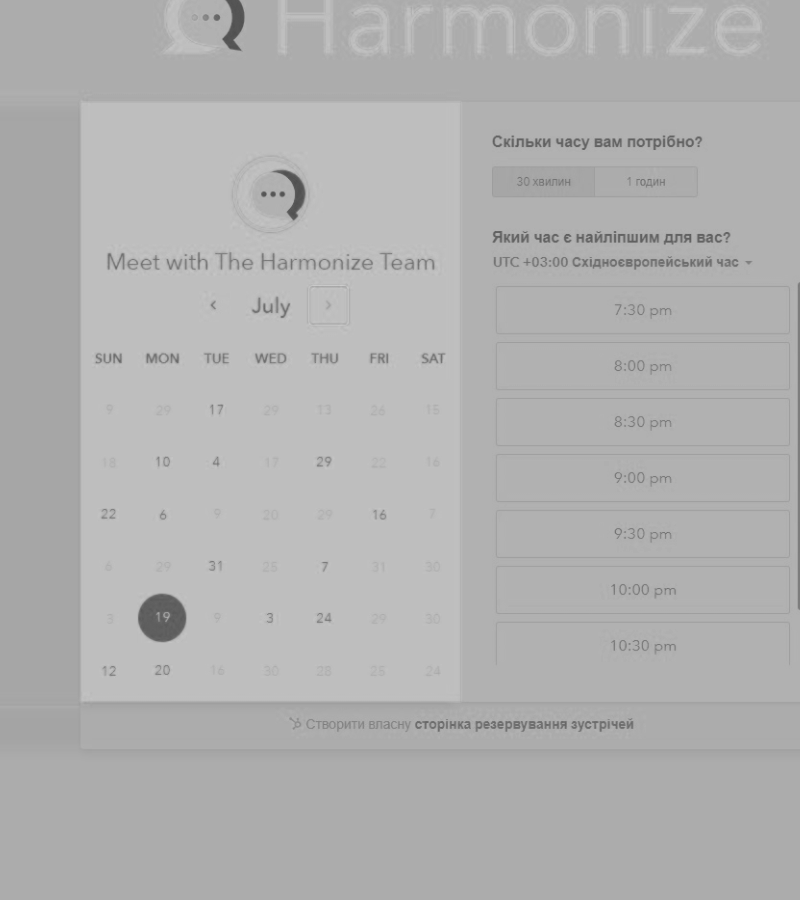 Harmonize
Meet with The Harmonize Team
‹ July ›
SUN MON TUE WED THU FRI SAT
9 29 17 29 13 26 15
18 10 4 17 29 22 16
22 6 9 20 29 16 7
6 29 31 25 7 31 30
3 19 9 3 24 29 30
12 20 16 30 28 25 24
Скільки часу вам потрібно?
30 хвилин 1 годин
Який час є найліпшим для вас?
UTC +03:00 Східноєвропейський час
7:30 pm
8:00 pm
8:30 pm
9:00 pm
9:30 pm
10:00 pm
10:30 pm
Створити власну сторінка резервування зустрічей